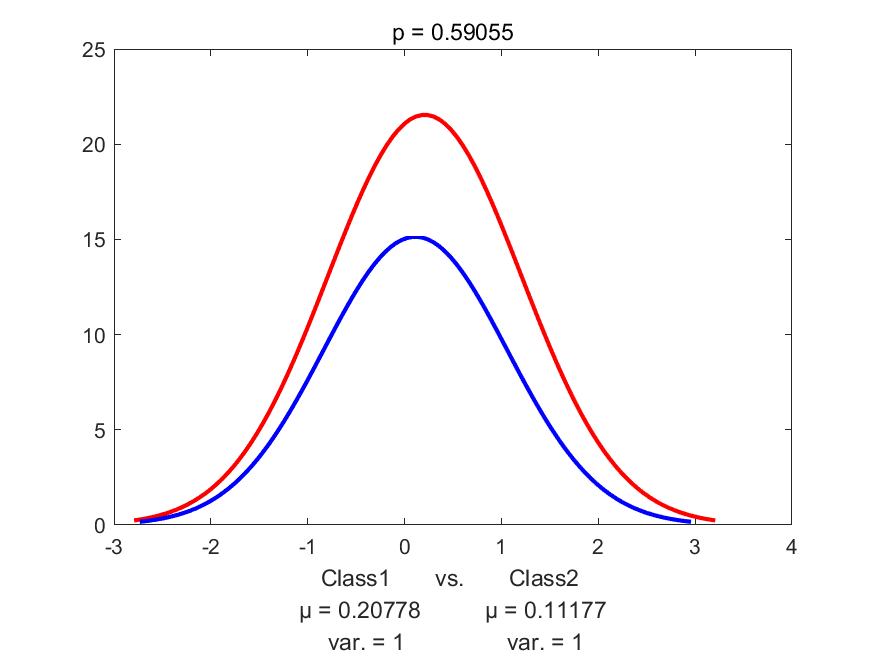 p = 0.59055
25
20
15
10
5
0
-3 -2 -1 0 1 2 3 4
Class1 vs. Class2
μ = 0.20778 μ = 0.11177
var. = 1 var. = 1